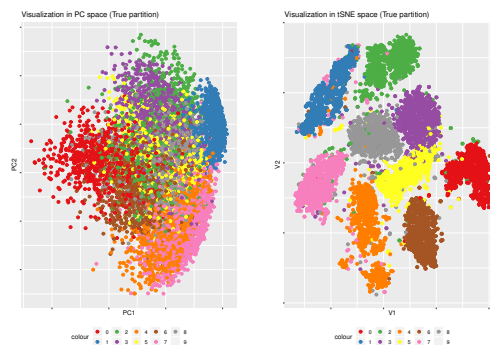 Visualization in PC space (True partition)
PC2
PC1
colour
0 2 4 6 8
1 3 5 7 9
Visualization in tSNE space (True partition)
V2
V1
colour
0 2 4 6 8
1 3 5 7 9